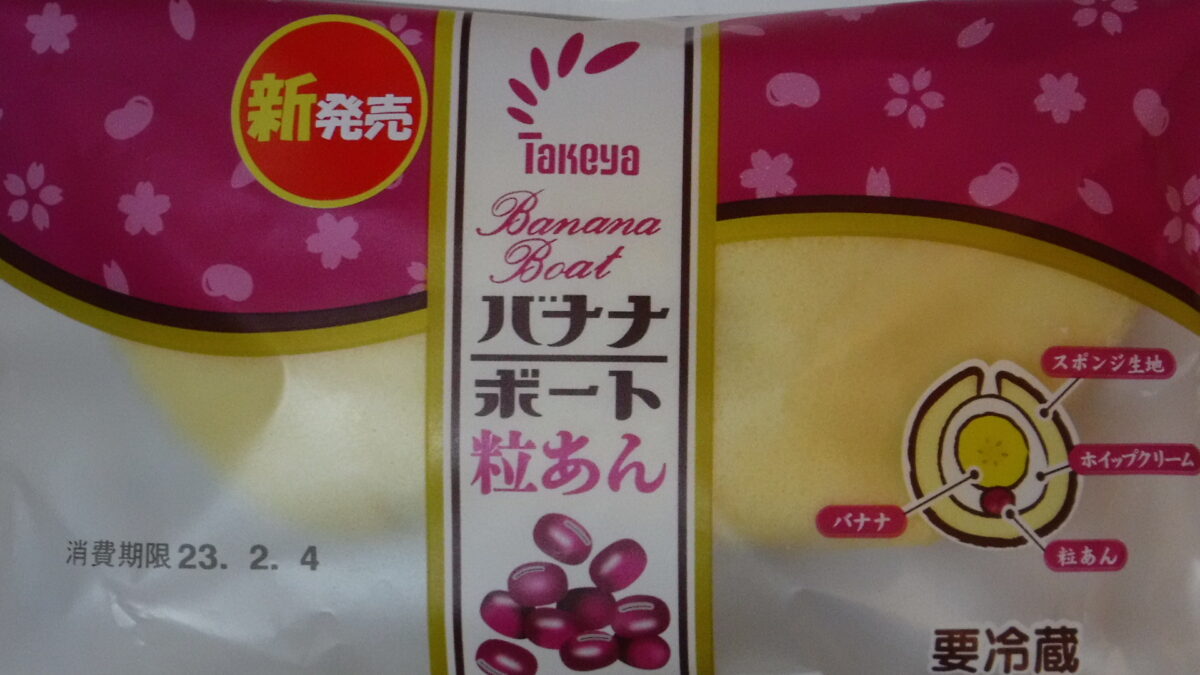 新発売
Takeya
Banana
Boat
バナナ
ボート
粒あん
スポンジ生地
ホイップクリーム
バナナ
粒あん
消費期限 23. 2. 4
要冷蔵